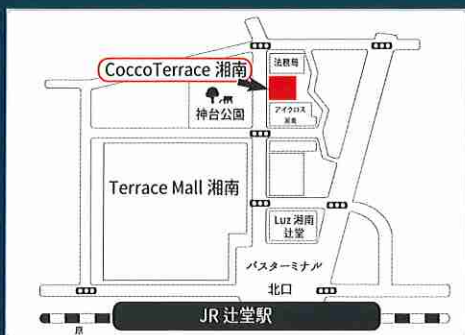 法務局
CoccoTerrace 湘南
アイクロス
湘南
神台公園
Terrace Mall 湘南
Luz 湘南
辻堂
バスターミナル
北口
JR 辻堂駅